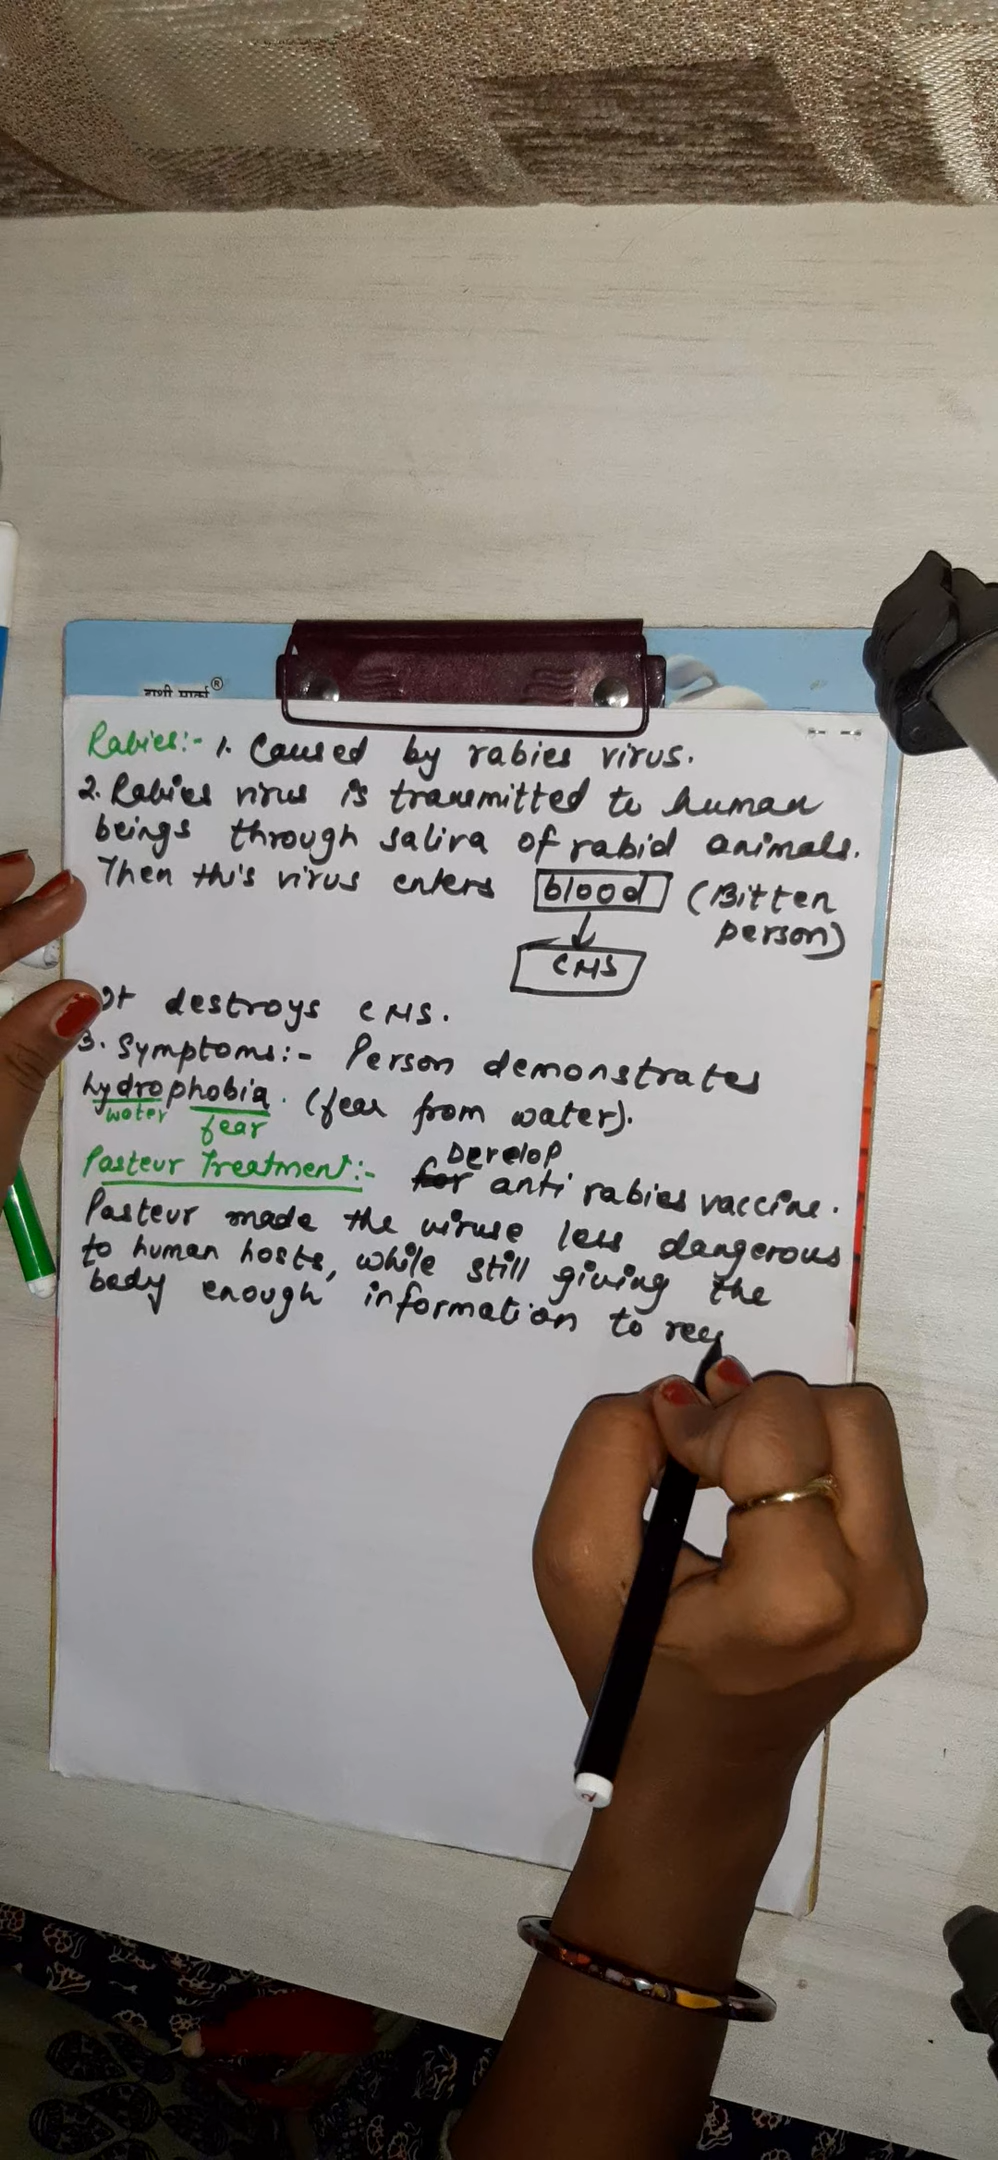 हाथी मार्का®
Rabies:- 1. Caused by rabies virus.
2. Rabies virus is transmitted to human
beings through saliva of rabid animals.
Then this virus enters blood (Bitten
person)
CNS
It destroys CNS.
3. Symptoms:- Person demonstrates
hydrophobia. (fear from water).
water fear
Pasteur Treatment:- Develop
for anti rabies vaccine.
Pasteur made the viruse less dangerous
to human hosts, while still giving the
body enough information to rec